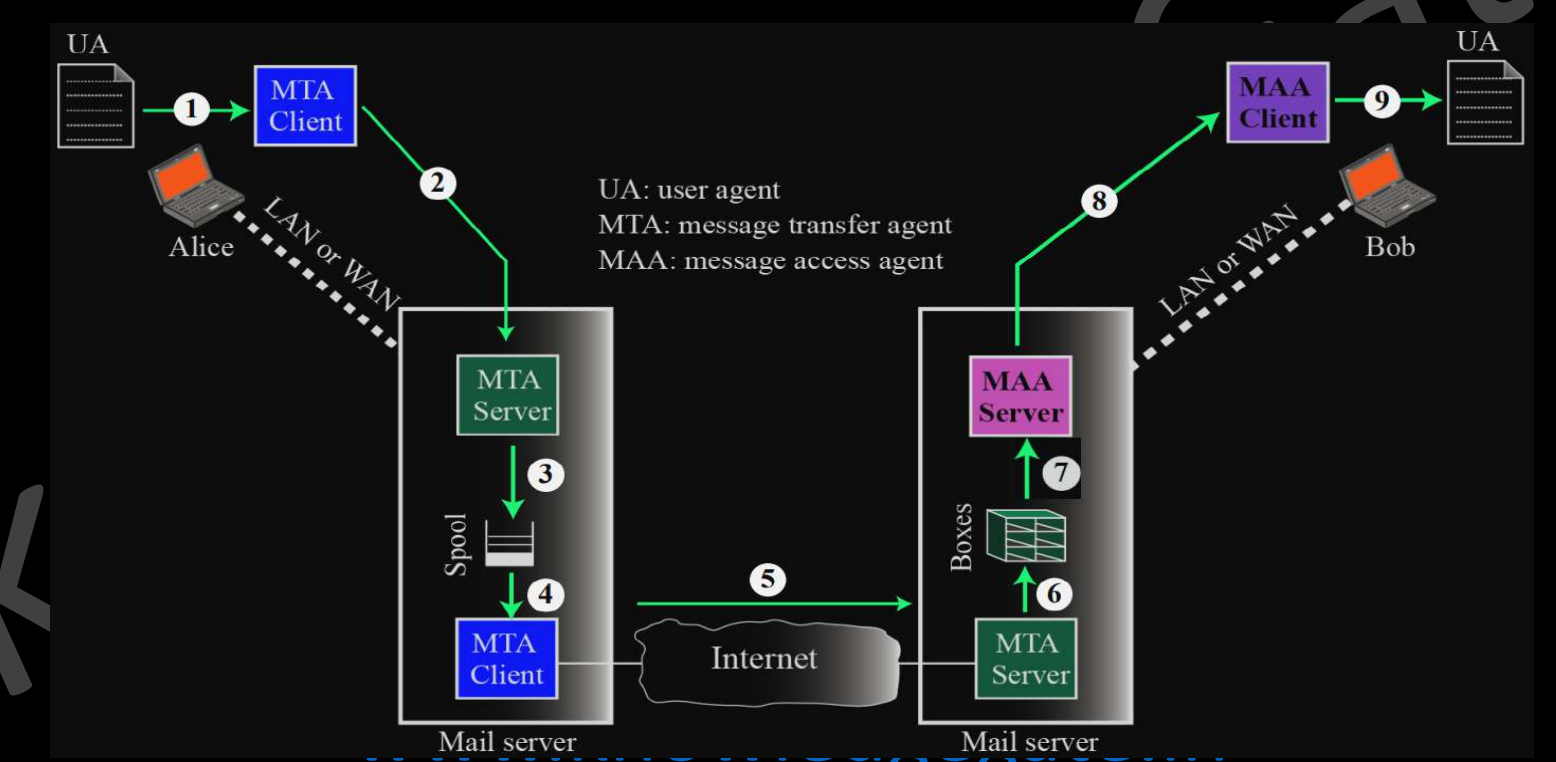 UA
UA
1
MTA
Client
MAA
Client
9
2
UA: user agent
8
Alice
LAN or WAN
MTA: message transfer agent
LAN or WAN
Bob
MAA: message access agent
MTA
Server
MAA
Server
3
7
Spool
Boxes
4
5
6
MTA
Client
Internet
MTA
Server
Mail server
Mail server